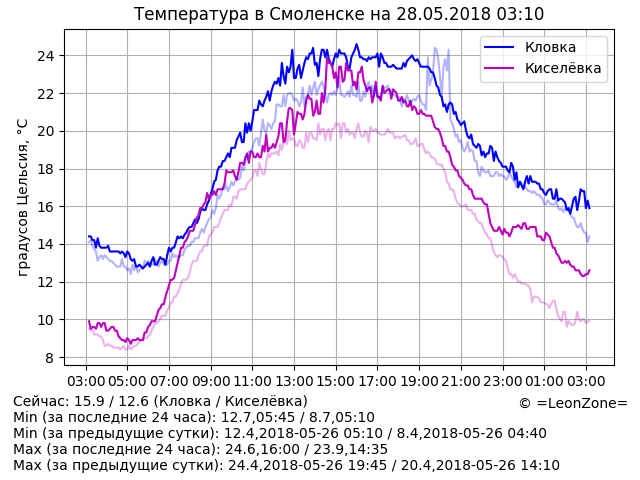 Температура в Смоленске на 28.05.2018 03:10
24
22
20
18
16
14
12
10
8
градусов Цельсия, °C
Кловка
Киселёвка
03:00 05:00 07:00 09:00 11:00 13:00 15:00 17:00 19:00 21:00 23:00 01:00 03:00
Сейчас: 15.9 / 12.6 (Кловка / Киселёвка)
© =LeonZone=
Min (за последние 24 часа): 12.7,05:45 / 8.7,05:10
Min (за предыдущие сутки): 12.4,2018-05-26 05:10 / 8.4,2018-05-26 04:40
Max (за последние 24 часа): 24.6,16:00 / 23.9,14:35
Max (за предыдущие сутки): 24.4,2018-05-26 19:45 / 20.4,2018-05-26 14:10